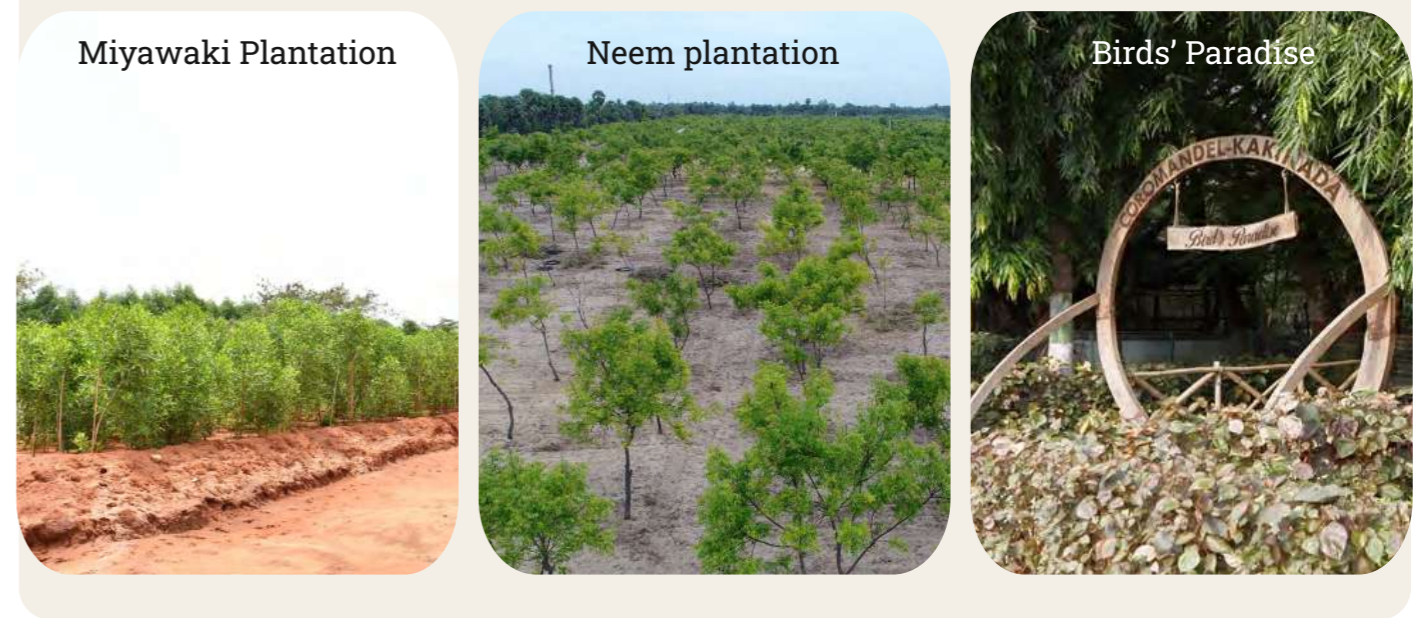 Miyawaki Plantation
Neem plantation
Birds' Paradise
COROMANDEL-KAKINADA
Bird's Paradise